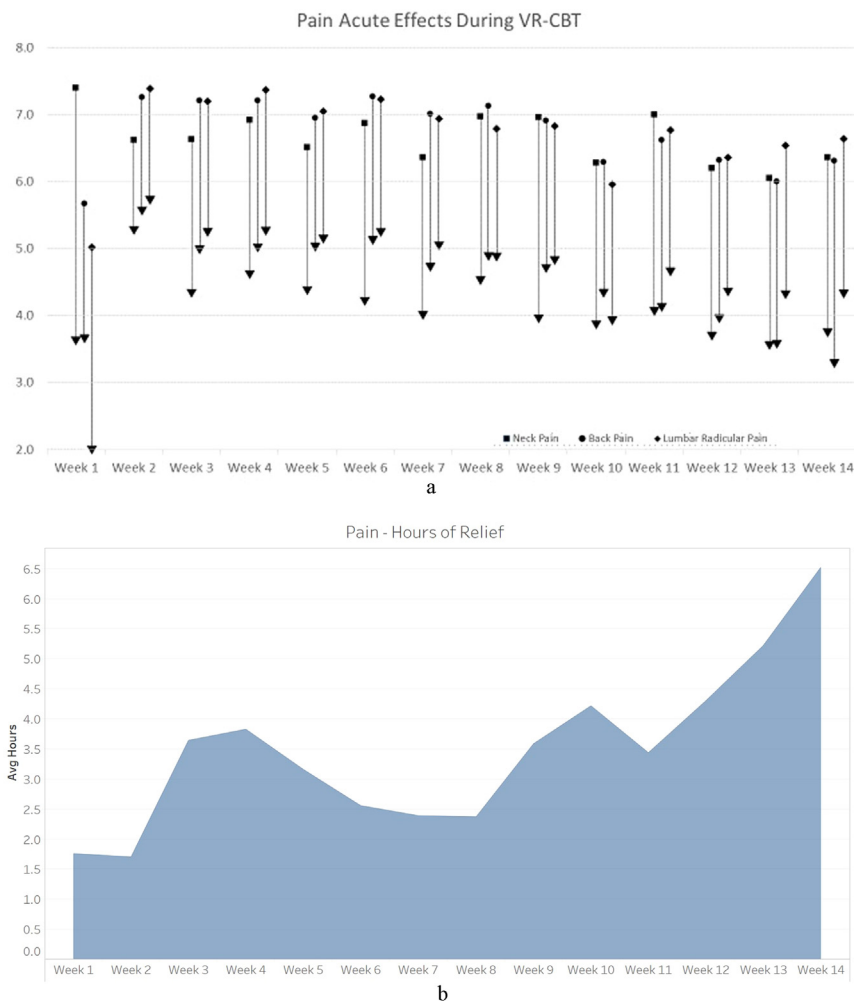 Pain Acute Effects During VR-CBT
8.0
7.0
6.0
5.0
4.0
3.0
2.0
Neck Pain Back Pain Lumbar Radicular Pain
Week 1 Week 2 Week 3 Week 4 Week 5 Week 6 Week 7 Week 8 Week 9 Week 10 Week 11 Week 12 Week 13 Week 14
a
Pain - Hours of Relief
6.5
6.0
5.5
5.0
4.5
4.0
3.5
3.0
2.5
2.0
1.5
1.0
0.5
0.0
Avg Hours
Week 1 Week 2 Week 3 Week 4 Week 5 Week 6 Week 7 Week 8 Week 9 Week 10 Week 11 Week 12 Week 13 Week 14
b